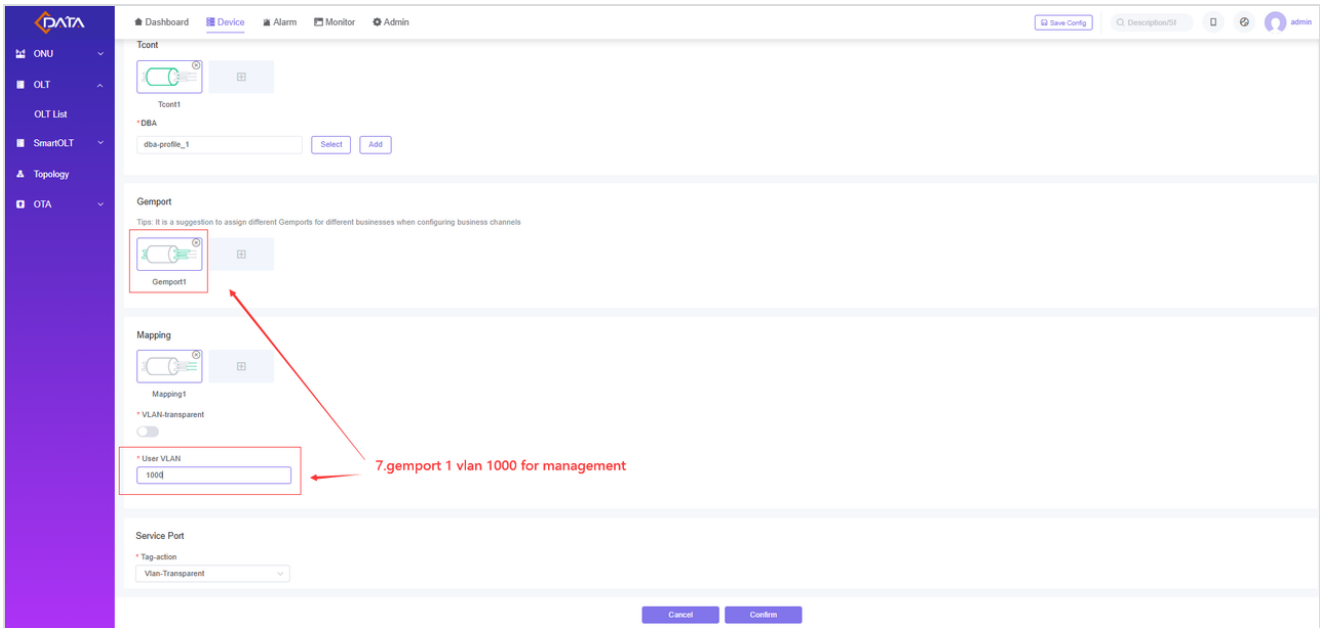 DATA
Dashboard Device Alarm Monitor Admin
Save Config
Description/SI
admin
ONU
OLT
OLT List
SmartOLT
Topology
OTA
Tcont
Tcont1
* DBA
dba-profile_1
Select
Add
Gemport
Tips: It is a suggestion to assign different Gemports for different businesses when configuring business channels
Gemport1
Mapping
Mapping1
* VLAN-transparent
* User VLAN
1000
7.gemport 1 vlan 1000 for management
Service Port
* Tag-action
Vlan-Transparent
Cancel
Confirm